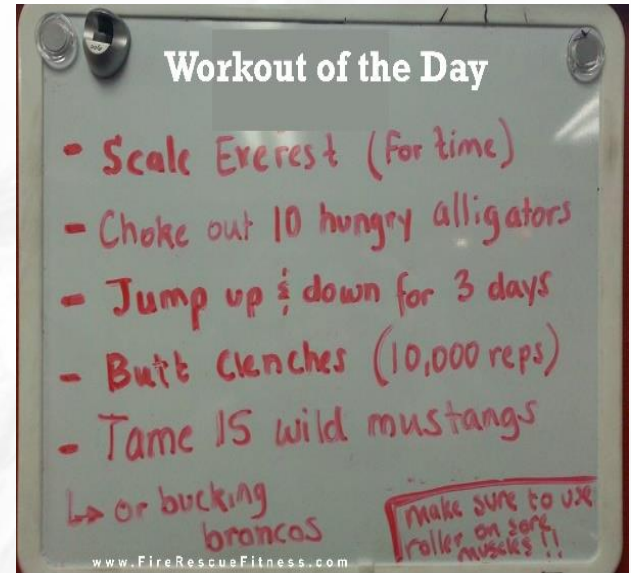 Workout of the Day
- Scale Everest (for time)
- Choke out 10 hungry alligators
- Jump up & down for 3 days
- Butt Clenches (10,000 reps)
- Tame 15 wild mustangs
↳ or bucking
broncos
make sure to use
roller on sore
muscles !!
www.FireRescueFitness.com